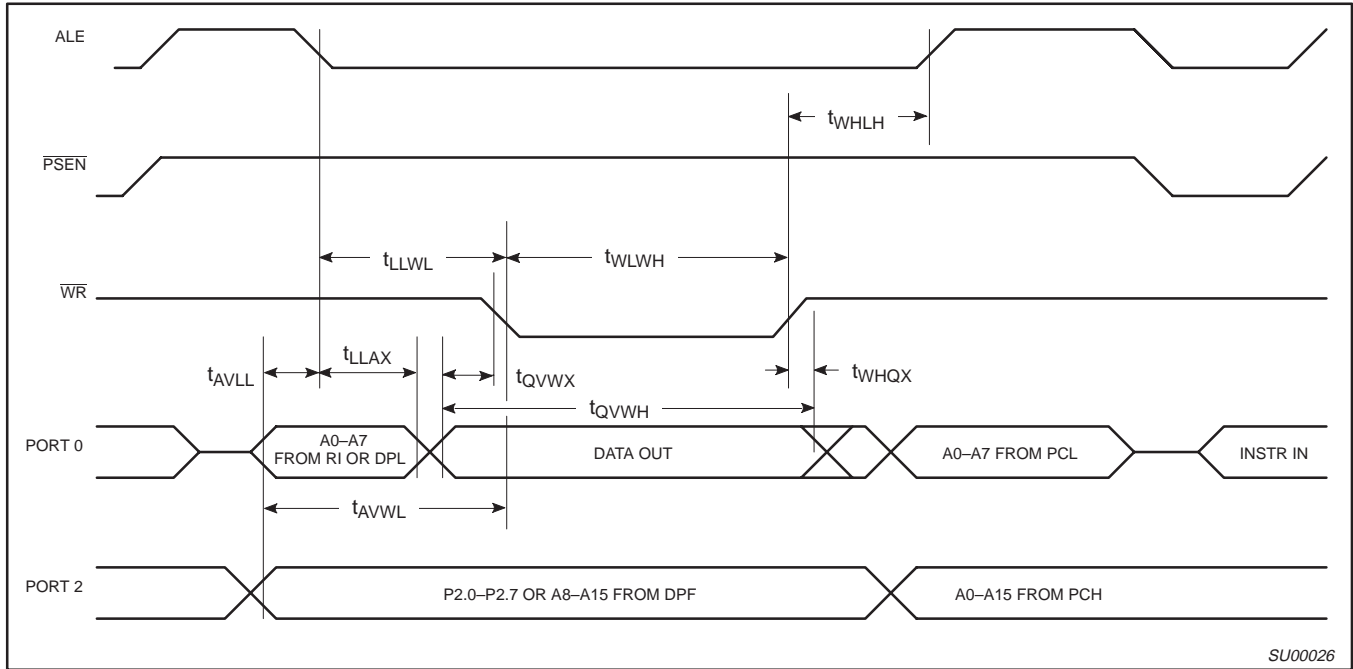 ALE
tWHLH
PSEN
tLLWL
tWLWH
WR
tLLAX
tAVLL
tQVWX
tWHQX
tQVWH
PORT 0
A0–A7
FROM RI OR DPL
DATA OUT
A0–A7 FROM PCL
INSTR IN
tAVWL
PORT 2
P2.0–P2.7 OR A8–A15 FROM DPF
A0–A15 FROM PCH
SU00026